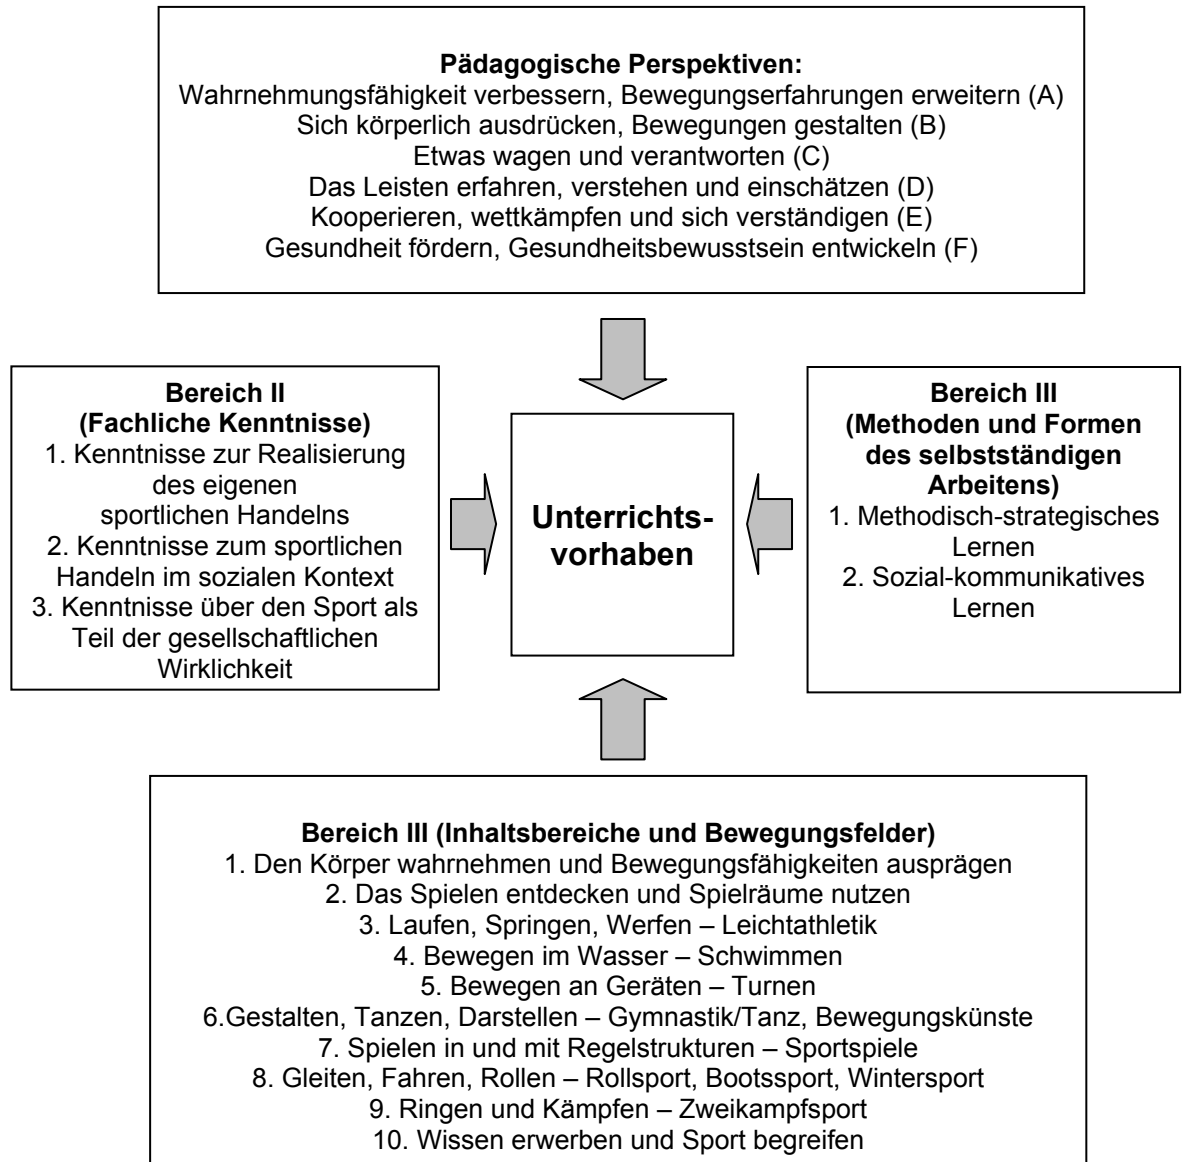 Pädagogische Perspektiven:
Wahrnehmungsfähigkeit verbessern, Bewegungserfahrungen erweitern (A)
Sich körperlich ausdrücken, Bewegungen gestalten (B)
Etwas wagen und verantworten (C)
Das Leisten erfahren, verstehen und einschätzen (D)
Kooperieren, wettkämpfen und sich verständigen (E)
Gesundheit fördern, Gesundheitsbewusstsein entwickeln (F)
Bereich II
(Fachliche Kenntnisse)
1. Kenntnisse zur Realisierung
des eigenen
sportlichen Handelns
2. Kenntnisse zum sportlichen
Handeln im sozialen Kontext
3. Kenntnisse über den Sport als
Teil der gesellschaftlichen
Wirklichkeit
Unterrichts-
vorhaben
Bereich III
(Methoden und Formen
des selbstständigen
Arbeitens)
1. Methodisch-strategisches
Lernen
2. Sozial-kommunikatives
Lernen
Bereich III (Inhaltsbereiche und Bewegungsfelder)
1. Den Körper wahrnehmen und Bewegungsfähigkeiten ausprägen
2. Das Spielen entdecken und Spielräume nutzen
3. Laufen, Springen, Werfen – Leichtathletik
4. Bewegen im Wasser – Schwimmen
5. Bewegen an Geräten – Turnen
6.Gestalten, Tanzen, Darstellen – Gymnastik/Tanz, Bewegungskünste
7. Spielen in und mit Regelstrukturen – Sportspiele
8. Gleiten, Fahren, Rollen – Rollsport, Bootssport, Wintersport
9. Ringen und Kämpfen – Zweikampfsport
10. Wissen erwerben und Sport begreifen